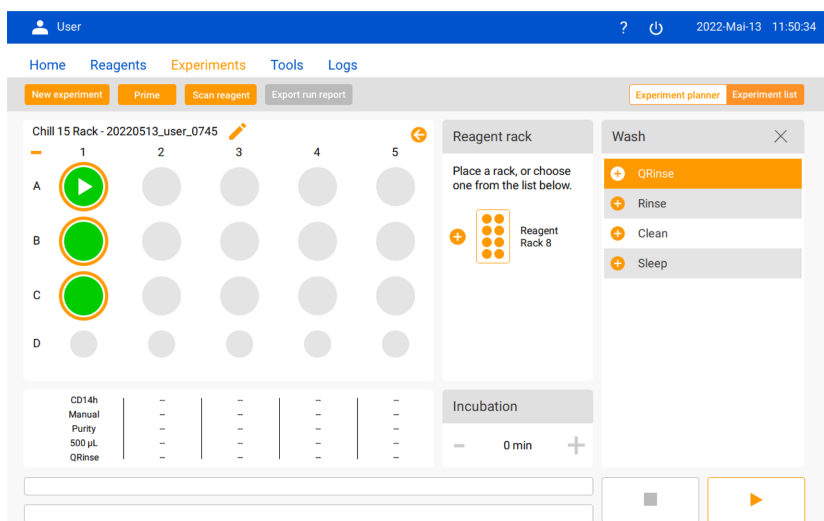 User
? 2022-Mai-13 11:50:34
Home Reagents Experiments Tools Logs
New experiment Prime Scan reagent Export run report Experiment planner Experiment list
Chill 15 Rack - 20220513_user_0745
1 2 3 4 5
A
B
C
D
CD14h -- -- -- --
Manual -- -- -- --
Purity -- -- -- --
500 µL -- -- -- --
QRinse -- -- -- --
Reagent rack
Place a rack, or choose
one from the list below.
Reagent
Rack 8
Incubation
0 min
Wash
QRinse
Rinse
Clean
Sleep